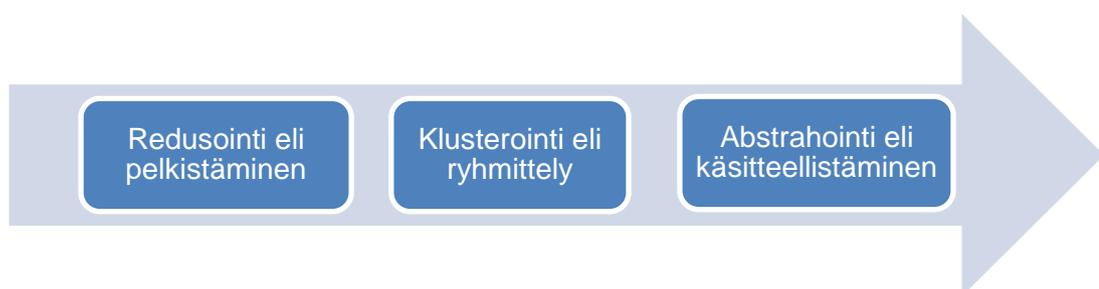 Redusointi eli
pelkistäminen
Klusterointi eli
ryhmittely
Abstrahointi eli
käsitteellistäminen